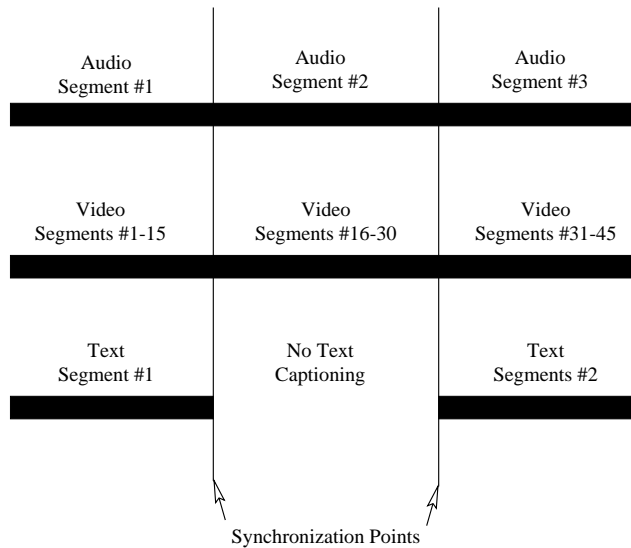 Audio
Segment #1
Audio
Segment #2
Audio
Segment #3
Video
Segments #1-15
Video
Segments #16-30
Video
Segments #31-45
Text
Segment #1
No Text
Captioning
Text
Segments #2
Synchronization Points